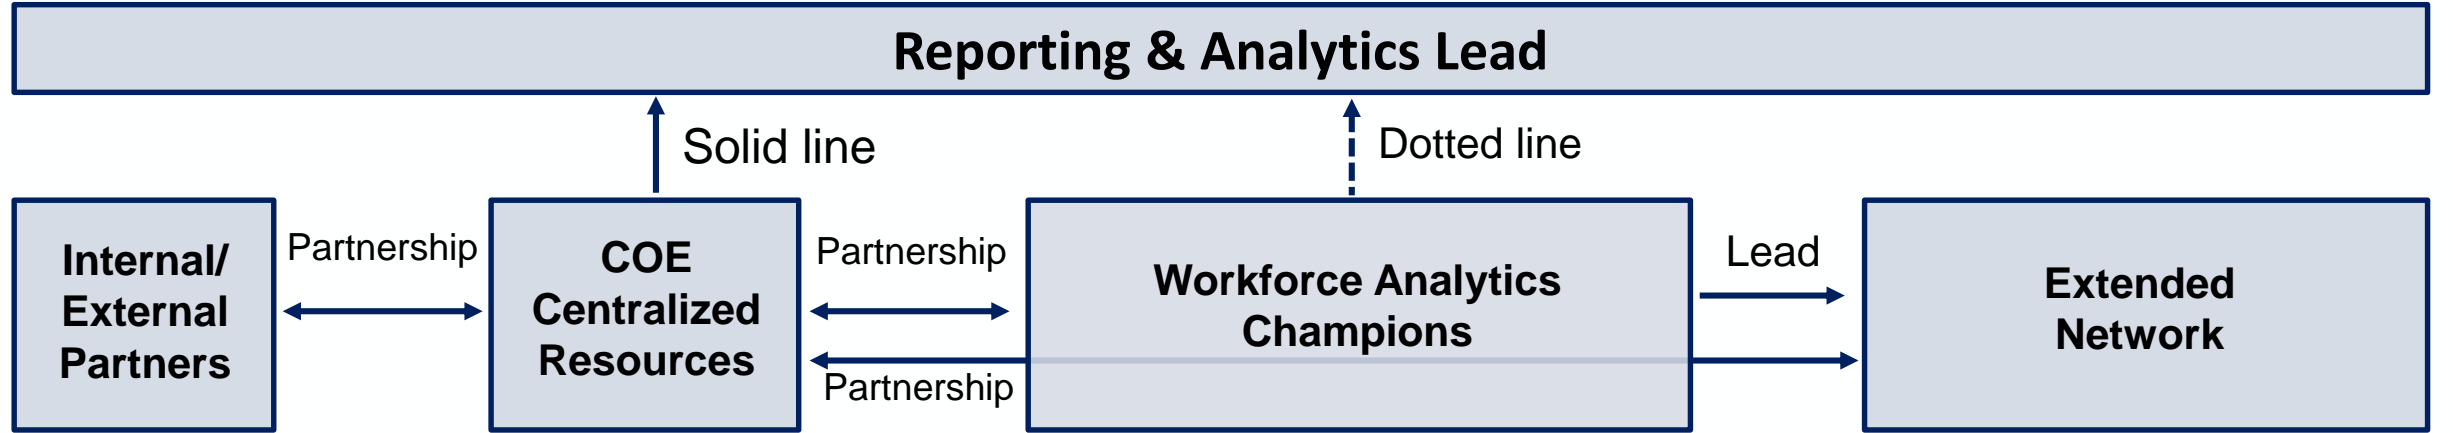 Reporting & Analytics Lead
Solid line
Dotted line
Internal/
External
Partners
Partnership
COE
Centralized
Resources
Partnership
Partnership
Workforce Analytics
Champions
Lead
Extended
Network